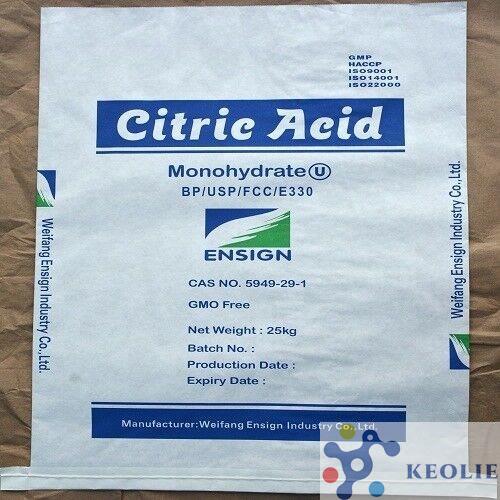 GMP
HACCP
ISO9001
ISO14001
ISO22000
Citric Acid
Monohydrate U
BP/USP/FCC/E330
ENSIGN
CAS NO. 5949-29-1
GMO Free
Net Weight : 25kg
Batch No. :
Production Date :
Expiry Date :
Manufacturer:Weifang Ensign Industry Co.,Ltd.
Weifang Ensign Industry Co.,Ltd.
Weifang Ensign Industry Co.,Ltd.
KEOLIE